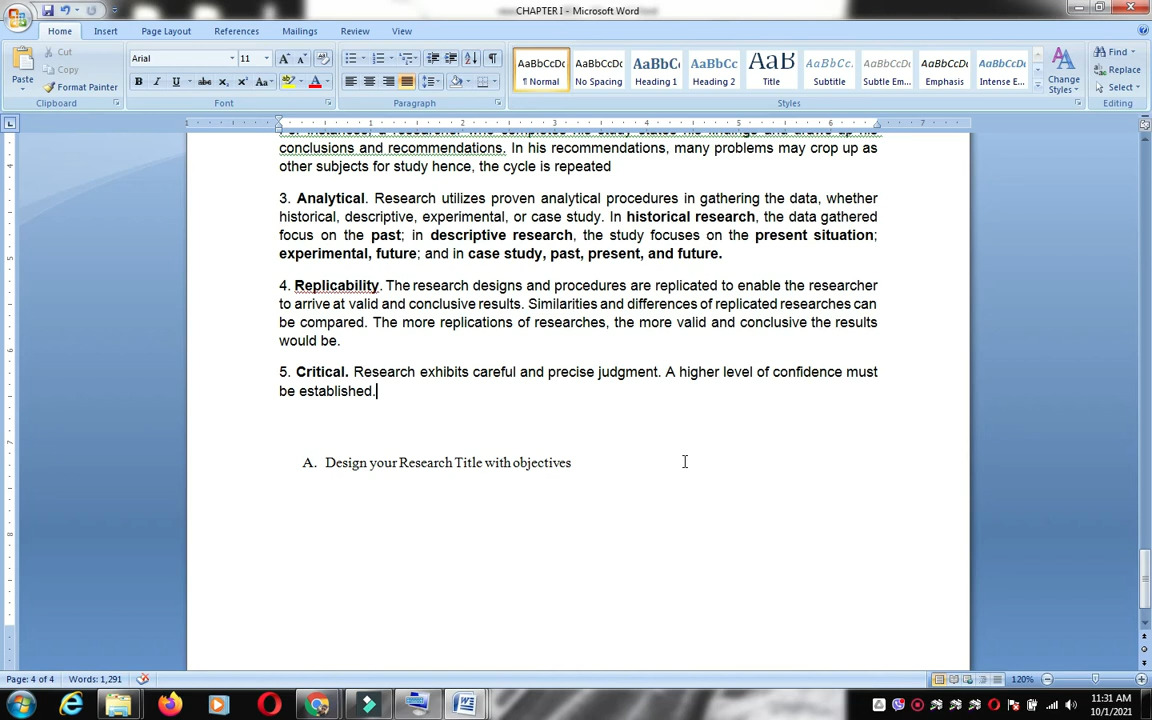 CHAPTER I - Microsoft Word
Home Insert Page Layout References Mailings Review View
Cut
Copy
Format Painter
Paste
Clipboard
Arial 11
Font
Paragraph
AaBbCcDc AaBbCcDc AaBbC AaBbCc AaB AaBbCc. AaBbCcDc AaBbCcDc AaBbCcDc
¶ Normal No Spacing Heading 1 Heading 2 Title Subtitle Subtle Em... Emphasis Intense E...
Change Styles
Styles
Find
Replace
Select
Editing
conclusions and recommendations. In his recommendations, many problems may crop up as
other subjects for study hence, the cycle is repeated
3. Analytical. Research utilizes proven analytical procedures in gathering the data, whether
historical, descriptive, experimental, or case study. In historical research, the data gathered
focus on the past; in descriptive research, the study focuses on the present situation;
experimental, future; and in case study, past, present, and future.
4. Replicability. The research designs and procedures are replicated to enable the researcher
to arrive at valid and conclusive results. Similarities and differences of replicated researches can
be compared. The more replications of researches, the more valid and conclusive the results
would be.
5. Critical. Research exhibits careful and precise judgment. A higher level of confidence must
be established.
A. Design your Research Title with objectives
Page: 4 of 4 Words: 1,291 120%
11:31 AM
10/1/2021